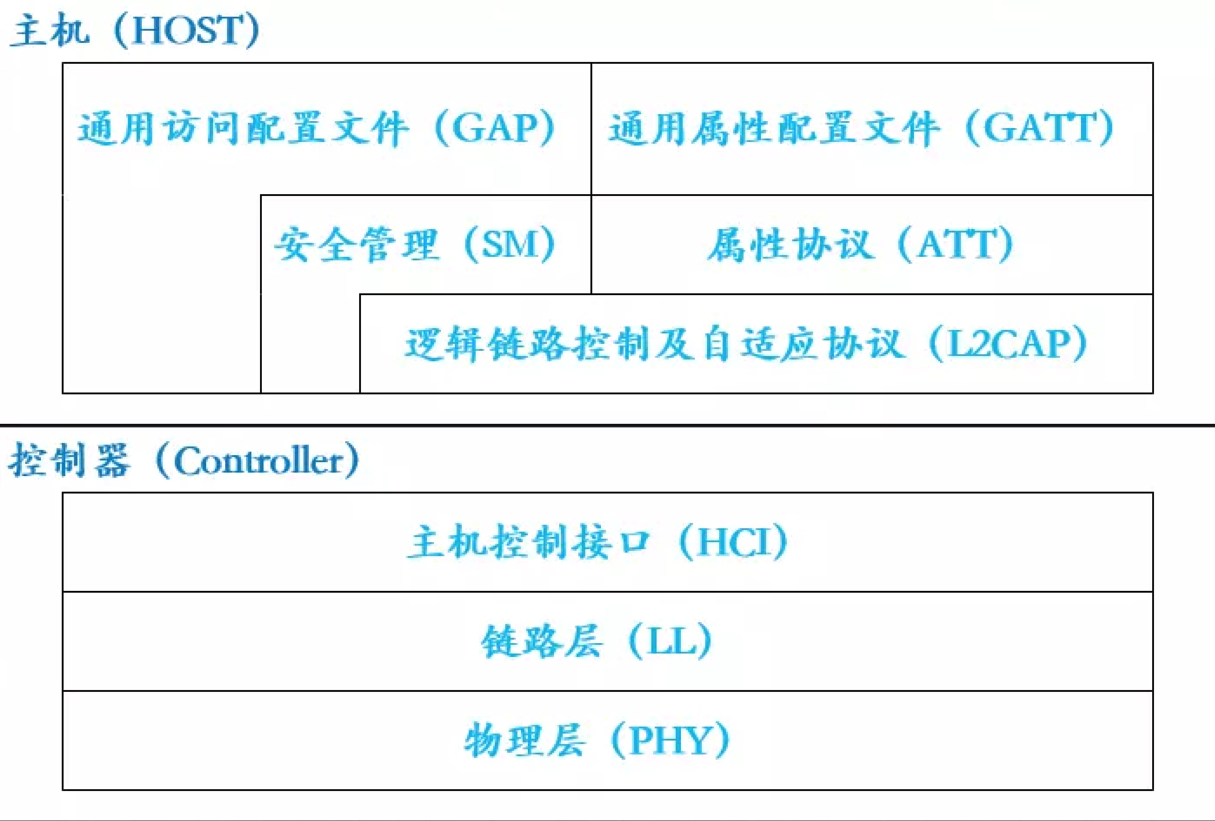 主机（HOST）
通用访问配置文件（GAP）
通用属性配置文件（GATT）
安全管理（SM）
属性协议（ATT）
逻辑链路控制及自适应协议（L2CAP）
控制器（Controller）
主机控制接口（HCI）
链路层（LL）
物理层（PHY）